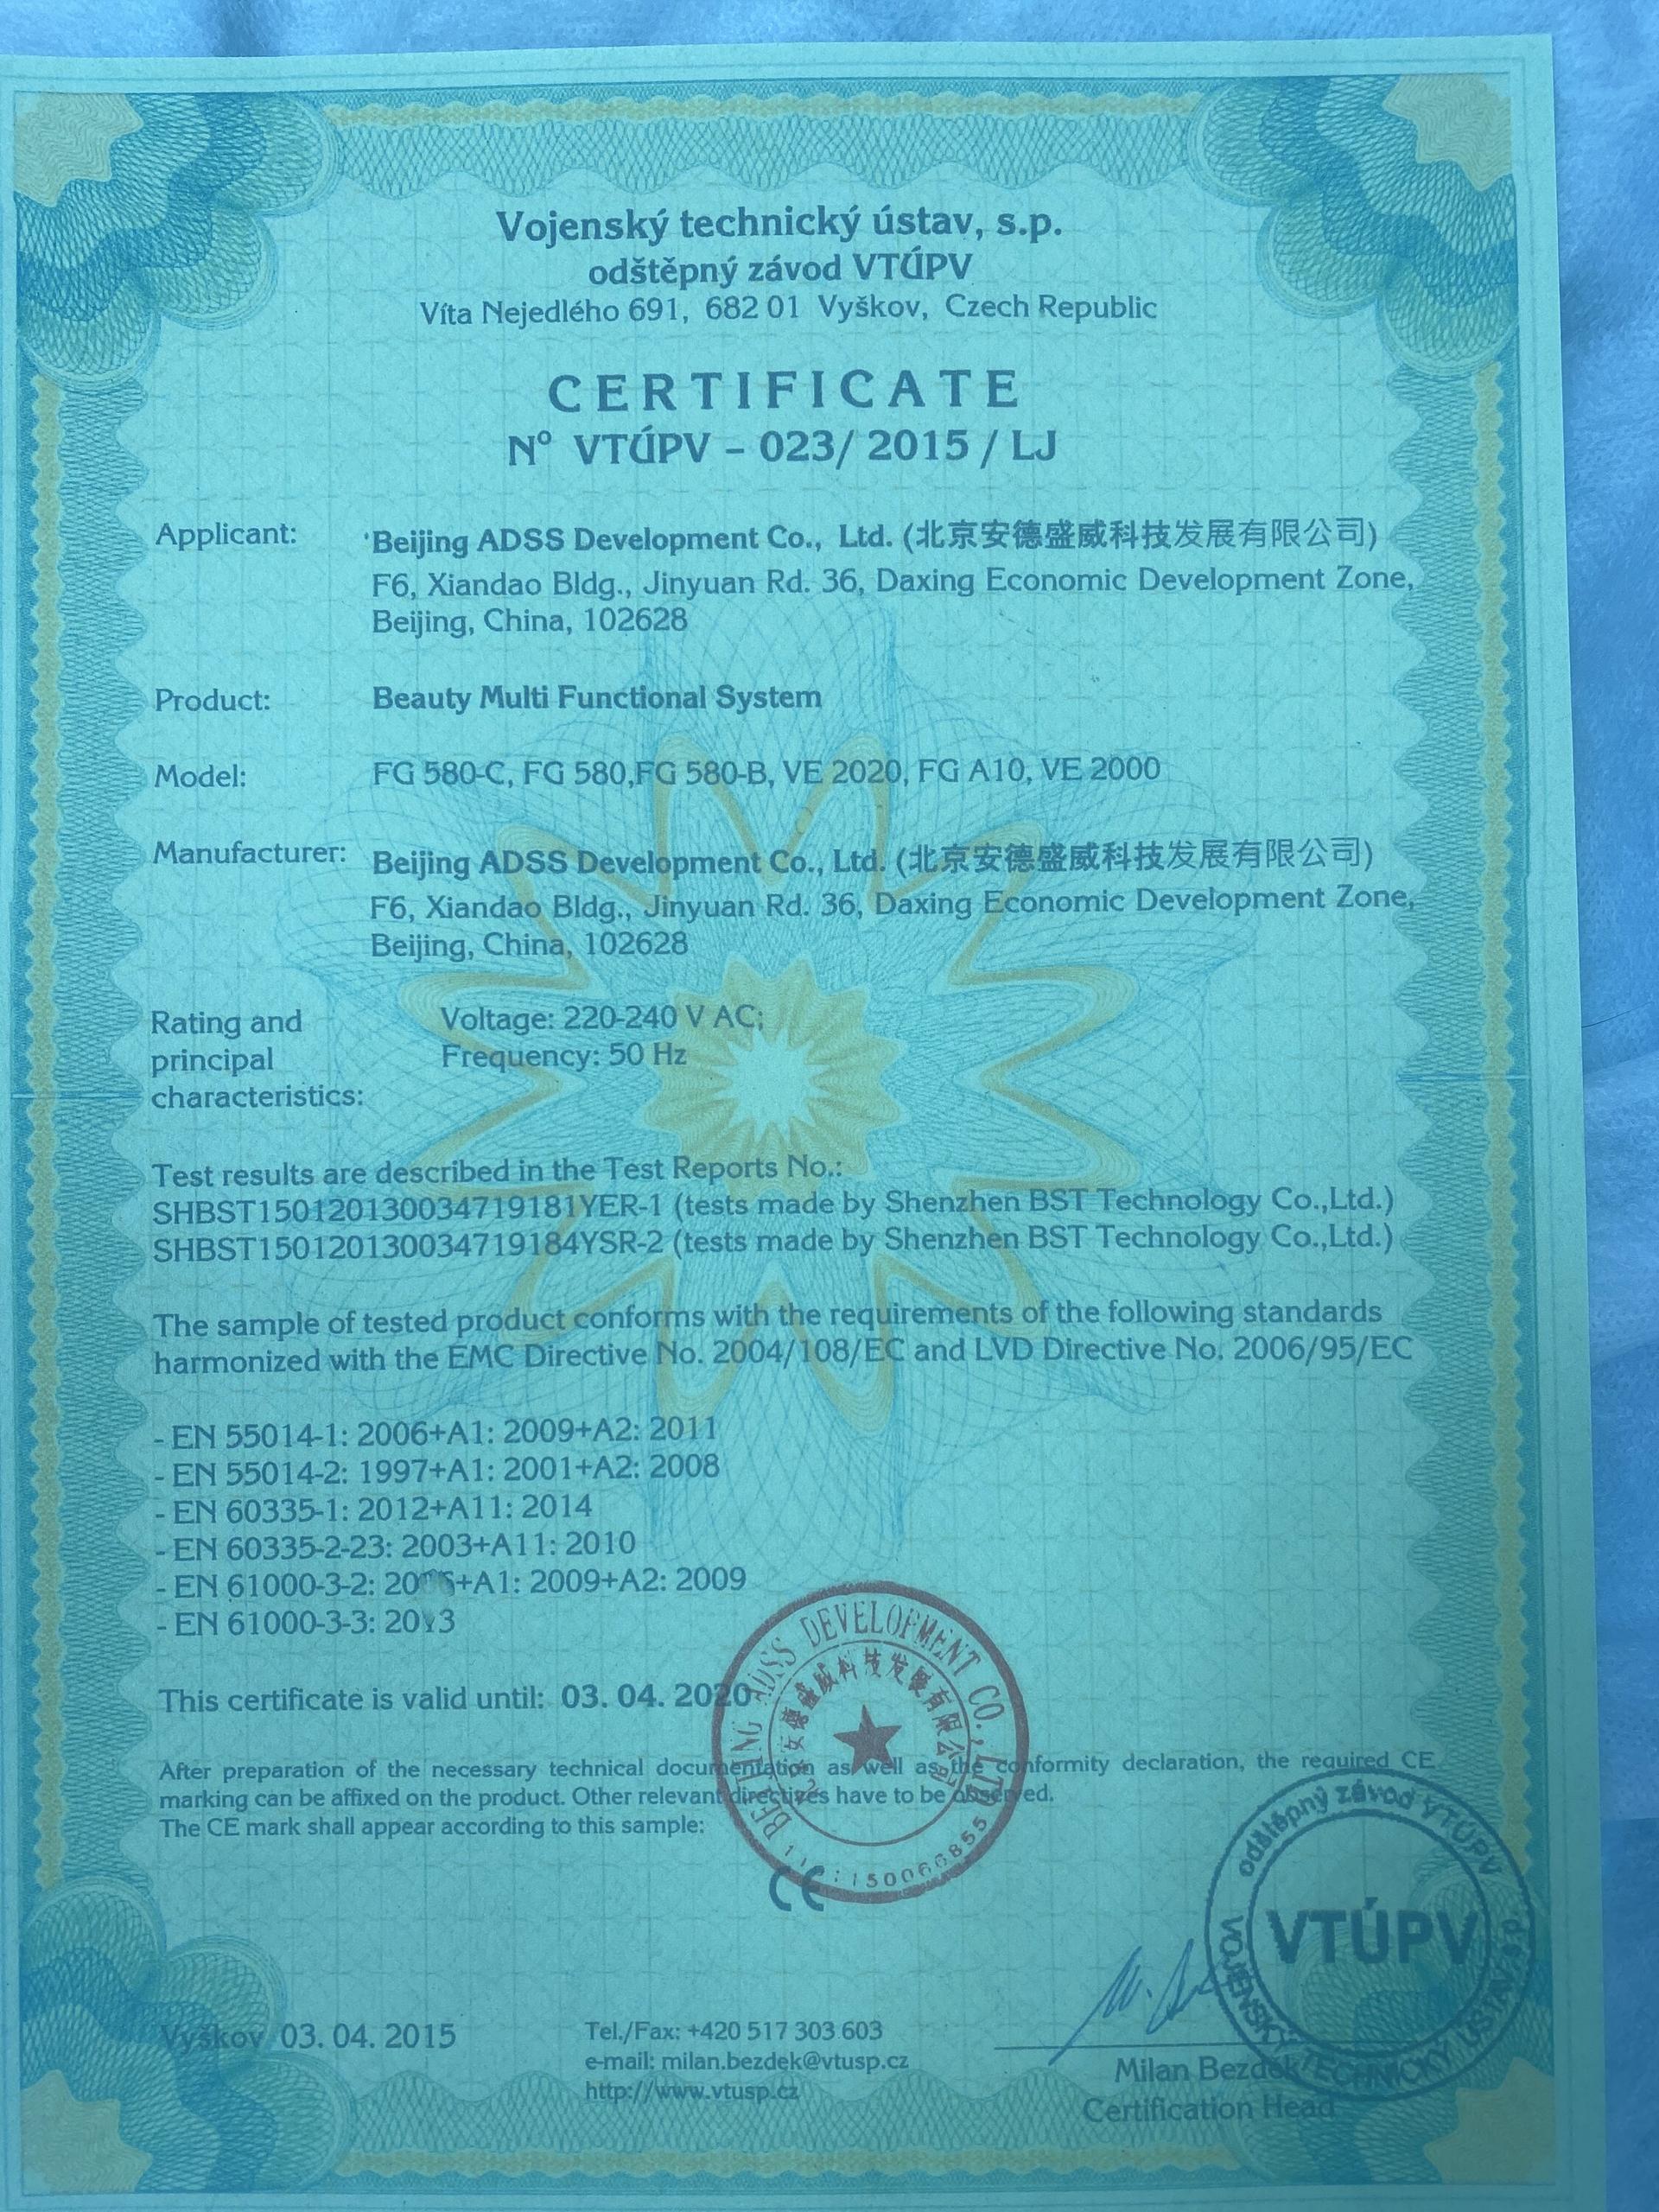 Vojenský technický ústav, s.p.
odštěpný závod VTÚPV
Víta Nejedlého 691, 682 01 Vyškov, Czech Republic
CERTIFICATE
Nº VTÚPV – 023/ 2015 / LJ
Applicant: Beijing ADSS Development Co., Ltd. (北京安德盛威科技发展有限公司)
F6, Xiandao Bldg., Jinyuan Rd. 36, Daxing Economic Development Zone,
Beijing, China, 102628
Product: Beauty Multi Functional System
Model: FG 580-C, FG 580,FG 580-B, VE 2020, FG A10, VE 2000
Manufacturer: Beijing ADSS Development Co., Ltd. (北京安德盛威科技发展有限公司)
F6, Xiandao Bldg., Jinyuan Rd. 36, Daxing Economic Development Zone,
Beijing, China, 102628
Rating and Voltage: 220-240 V AC;
principal Frequency: 50 Hz
characteristics:
Test results are described in the Test Reports No.:
SHBST150120130034719181YER-1 (tests made by Shenzhen BST Technology Co.,Ltd.)
SHBST150120130034719184YSR-2 (tests made by Shenzhen BST Technology Co.,Ltd.)
The sample of tested product conforms with the requirements of the following standards
harmonized with the EMC Directive No. 2004/108/EC and LVD Directive No. 2006/95/EC
- EN 55014-1: 2006+A1: 2009+A2: 2011
- EN 55014-2: 1997+A1: 2001+A2: 2008
- EN 60335-1: 2012+A11: 2014
- EN 60335-2-23: 2003+A11: 2010
- EN 61000-3-2: +A1: 2009+A2: 2009
- EN 61000-3-3: 2013
This certificate is valid until: 03. 04. 2020
After preparation of the necessary technical documentation as well as the conformity declaration, the required CE
marking can be affixed on the product. Other relevant directives have to be observed.
The CE mark shall appear according to this sample:
CE
BEIJING ADSS DEVELOPMENT CO., LTD.
北京安德盛威科技发展有限公司
odštěpný závod VTÚPV
VTÚPV
VOJENSKÝ TECHNICKÝ ÚSTAV, s.p.
Vyškov 03. 04. 2015
Tel./Fax: +420 517 303 603
e-mail: milan.bezdek@vtusp.cz
http://www.vtusp.cz
Milan Bezděk
Certification Head